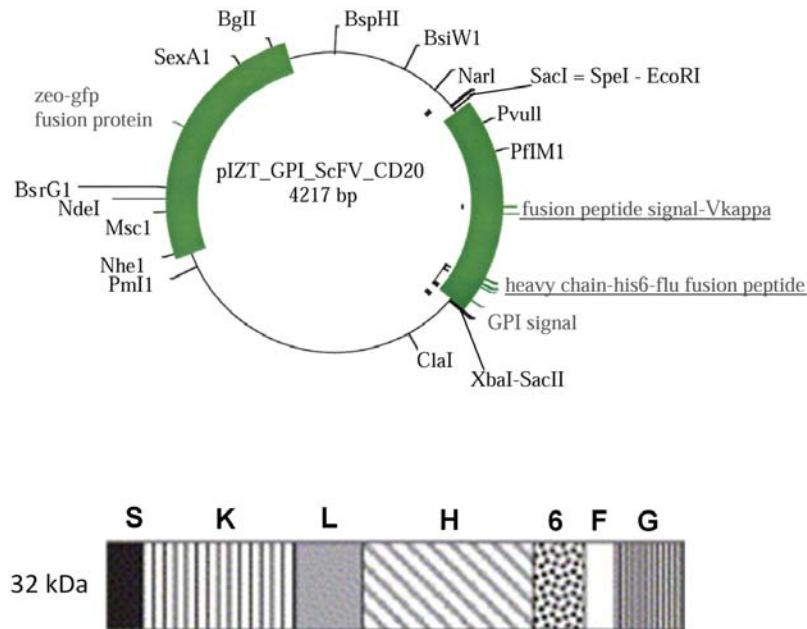 BglI
BspHI
BsiW1
SexA1
NarI
SacI = SpeI - EcoRI
zeo-gfp
fusion protein
PvuII
PflM1
pIZT_GPI_ScFV_CD20
4217 bp
BsrG1
NdeI
Msc1
fusion peptide signal-Vkappa
Nhe1
PmI1
heavy chain-his6-flu fusion peptide
GPI signal
ClaI
XbaI-SacII
S K L H 6 F G
32 kDa